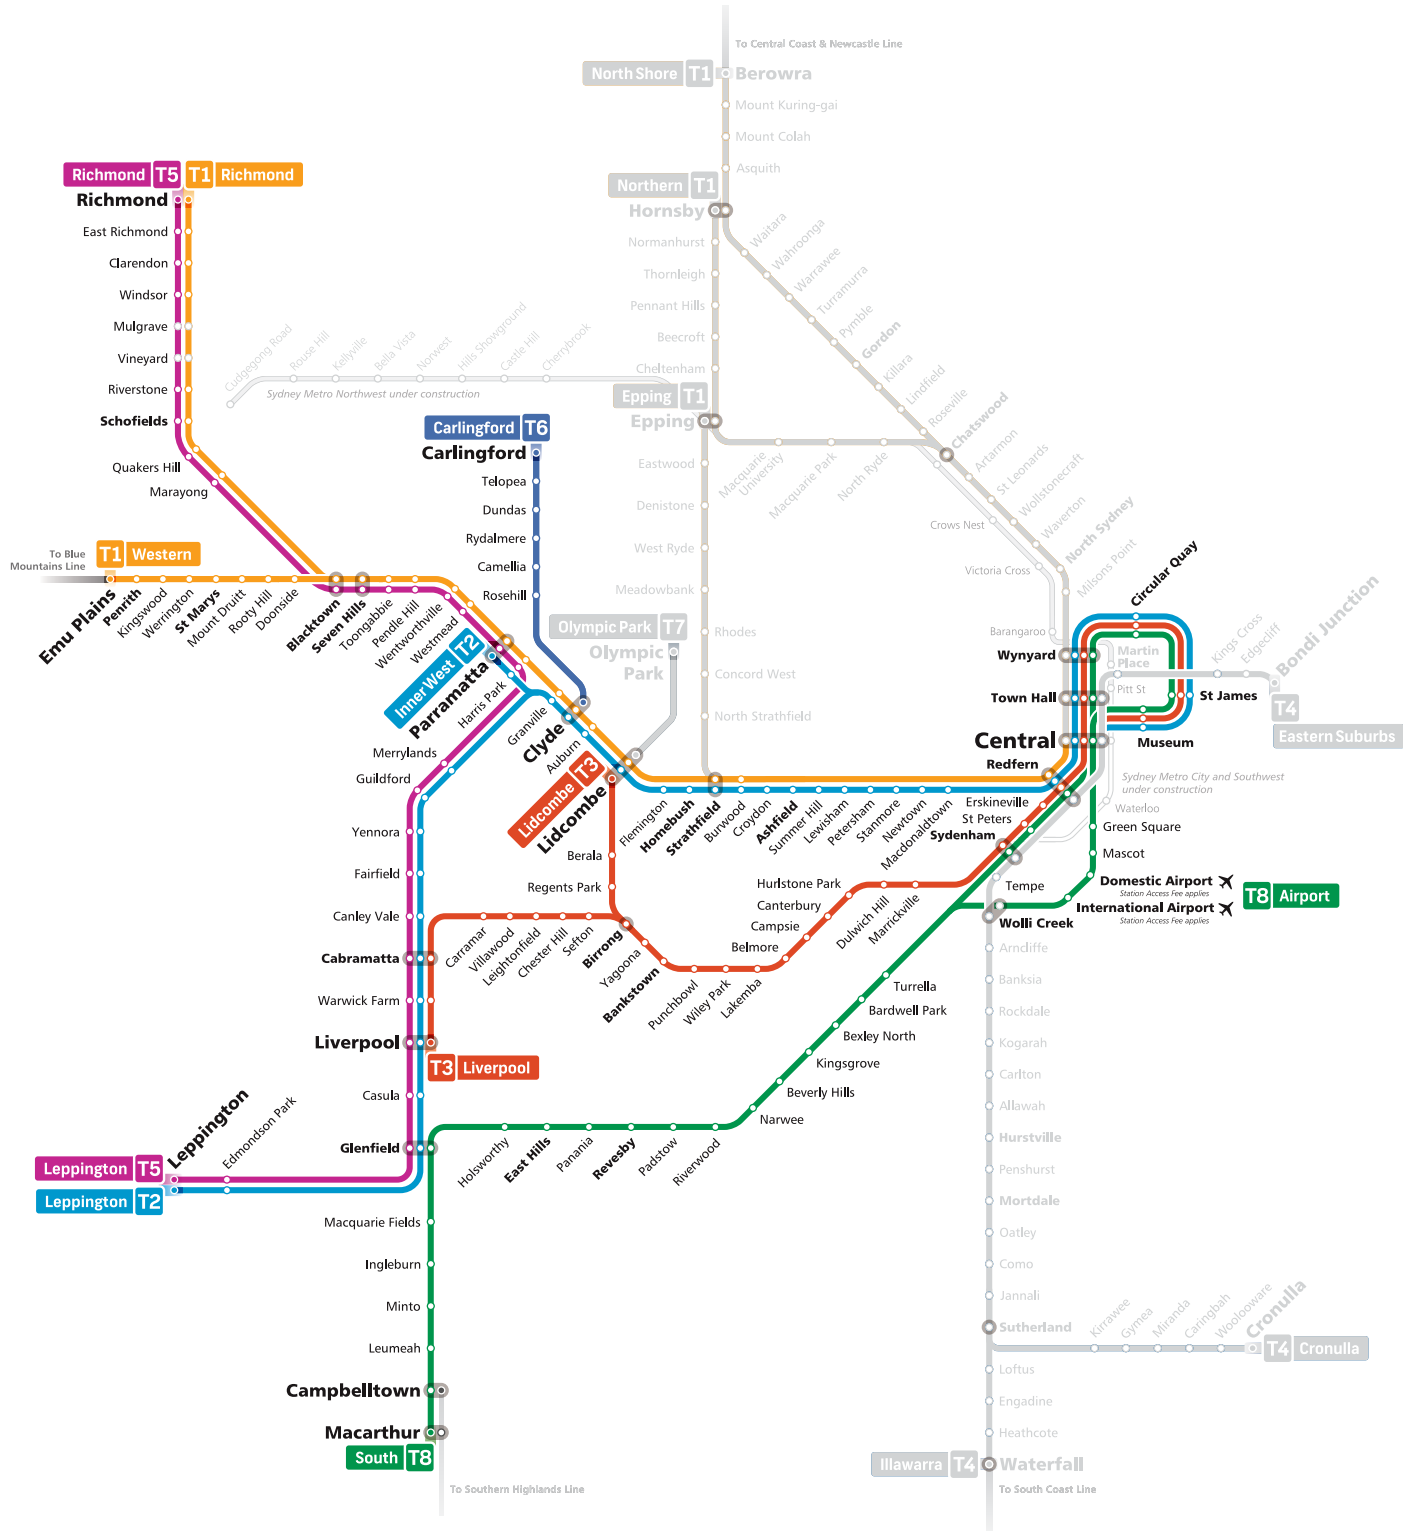 To Central Coast & Newcastle Line
North Shore T1
Berowra
Mount Kuring-gai
Mount Colah
Asquith
Richmond T5
T1 Richmond
Northern T1
Richmond
Hornsby
East Richmond
Clarendon
Windsor
Mulgrave
Vineyard
Riverstone
Schofields
Quakers Hill
Marayong
Normanhurst
Thornleigh
Pennant Hills
Beecroft
Cheltenham
Waitara
Wahroonga
Warrawee
Turramurra
Pymble
Gordon
Killara
Lindfield
Roseville
Chatswood
Artarmon
St Leonards
Wollstonecraft
Waverton
North Sydney
Milsons Point
Cudgegong Road
Rouse Hill
Kellyville
Bella Vista
Norwest
Hills Showground
Castle Hill
Cherrybrook
Sydney Metro Northwest under construction
Epping T1
Epping
Macquarie
University
Macquarie Park
North Ryde
Crows Nest
Victoria Cross
Barangaroo
Carlingford T6
Carlingford
Telopea
Dundas
Rydalmere
Camellia
Rosehill
Eastwood
Denistone
West Ryde
Meadowbank
Rhodes
Concord West
North Strathfield
To Blue
Mountains Line
T1 Western
Emu Plains
Penrith
Kingswood
Werrington
St Marys
Mount Druitt
Rooty Hill
Doonside
Blacktown
Seven Hills
Toongabbie
Pendle Hill
Wentworthville
Westmead
Inner West T2
Parramatta
Harris Park
Granville
Clyde
Auburn
Olympic Park T7
Olympic
Park
Lidcombe T3
Lidcombe
Circular Quay
Wynyard
Martin
Place
Pitt St
Town Hall
St James
Museum
Central
Redfern
Kings Cross
Edgecliff
Bondi Junction
T4
Eastern Suburbs
Sydney Metro City and Southwest
under construction
Waterloo
Merrylands
Guildford
Yennora
Fairfield
Canley Vale
Cabramatta
Warwick Farm
Liverpool
T3 Liverpool
Casula
Glenfield
Flemington
Homebush
Strathfield
Burwood
Croydon
Ashfield
Summer Hill
Lewisham
Petersham
Stanmore
Newtown
Macdonaldtown
Erskineville
St Peters
Sydenham
Green Square
Mascot
Domestic Airport
Station Access Fee applies
International Airport
Station Access Fee applies
T8 Airport
Tempe
Wolli Creek
Berala
Regents Park
Carramar
Villawood
Leightonfield
Chester Hill
Sefton
Birrong
Yagoona
Bankstown
Punchbowl
Wiley Park
Lakemba
Belmore
Campsie
Canterbury
Hurlstone Park
Dulwich Hill
Marrickville
Turrella
Bardwell Park
Bexley North
Kingsgrove
Beverly Hills
Narwee
Riverwood
Padstow
Revesby
Panania
East Hills
Holsworthy
Leppington
Edmondson Park
Leppington T5
Leppington T2
Macquarie Fields
Ingleburn
Minto
Leumeah
Campbelltown
Macarthur
South T8
To Southern Highlands Line
Arncliffe
Banksia
Rockdale
Kogarah
Carlton
Allawah
Hurstville
Penshurst
Mortdale
Oatley
Como
Jannali
Sutherland
Kirrawee
Gymea
Miranda
Caringbah
Woolooware
Cronulla
T4 Cronulla
Loftus
Engadine
Heathcote
Illawarra T4
Waterfall
To South Coast Line